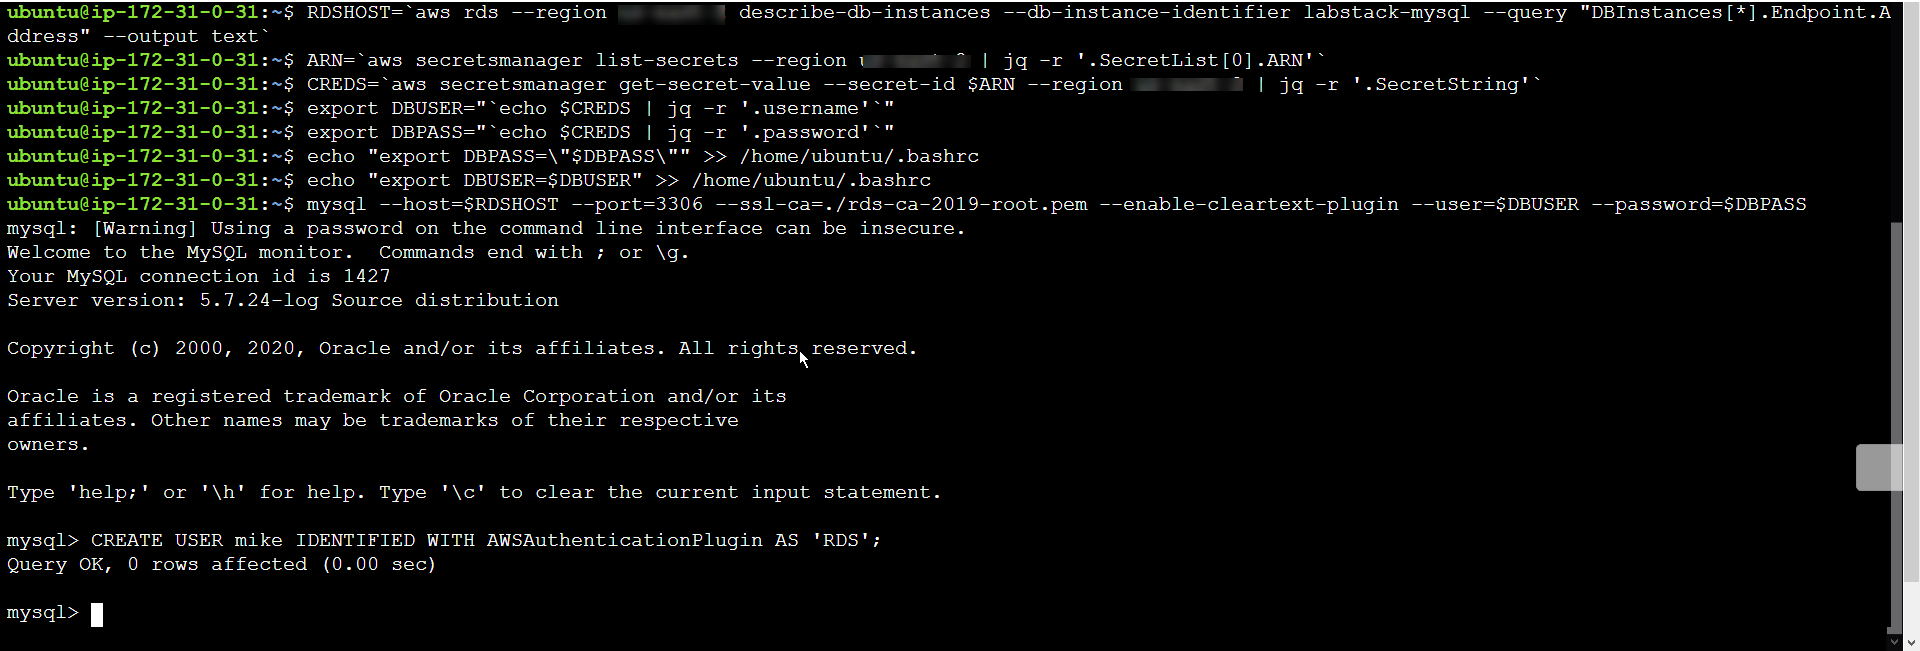 ubuntu@ip-172-31-0-31:~$ RDSHOST=`aws rds --region describe-db-instances --db-instance-identifier labstack-mysql --query "DBInstances[*].Endpoint.A
ddress" --output text`
ubuntu@ip-172-31-0-31:~$ ARN=`aws secretsmanager list-secrets --region | jq -r '.SecretList[0].ARN'`
ubuntu@ip-172-31-0-31:~$ CREDS=`aws secretsmanager get-secret-value --secret-id $ARN --region | jq -r '.SecretString'`
ubuntu@ip-172-31-0-31:~$ export DBUSER="`echo $CREDS | jq -r '.username'`"
ubuntu@ip-172-31-0-31:~$ export DBPASS="`echo $CREDS | jq -r '.password'`"
ubuntu@ip-172-31-0-31:~$ echo "export DBPASS=\"$DBPASS\"" >> /home/ubuntu/.bashrc
ubuntu@ip-172-31-0-31:~$ echo "export DBUSER=$DBUSER" >> /home/ubuntu/.bashrc
ubuntu@ip-172-31-0-31:~$ mysql --host=$RDSHOST --port=3306 --ssl-ca=./rds-ca-2019-root.pem --enable-cleartext-plugin --user=$DBUSER --password=$DBPASS
mysql: [Warning] Using a password on the command line interface can be insecure.
Welcome to the MySQL monitor.  Commands end with ; or \g.
Your MySQL connection id is 1427
Server version: 5.7.24-log Source distribution
Copyright (c) 2000, 2020, Oracle and/or its affiliates. All rights reserved.
Oracle is a registered trademark of Oracle Corporation and/or its
affiliates. Other names may be trademarks of their respective
owners.
Type 'help;' or '\h' for help. Type '\c' to clear the current input statement.
mysql> CREATE USER mike IDENTIFIED WITH AWSAuthenticationPlugin AS 'RDS';
Query OK, 0 rows affected (0.00 sec)
mysql>